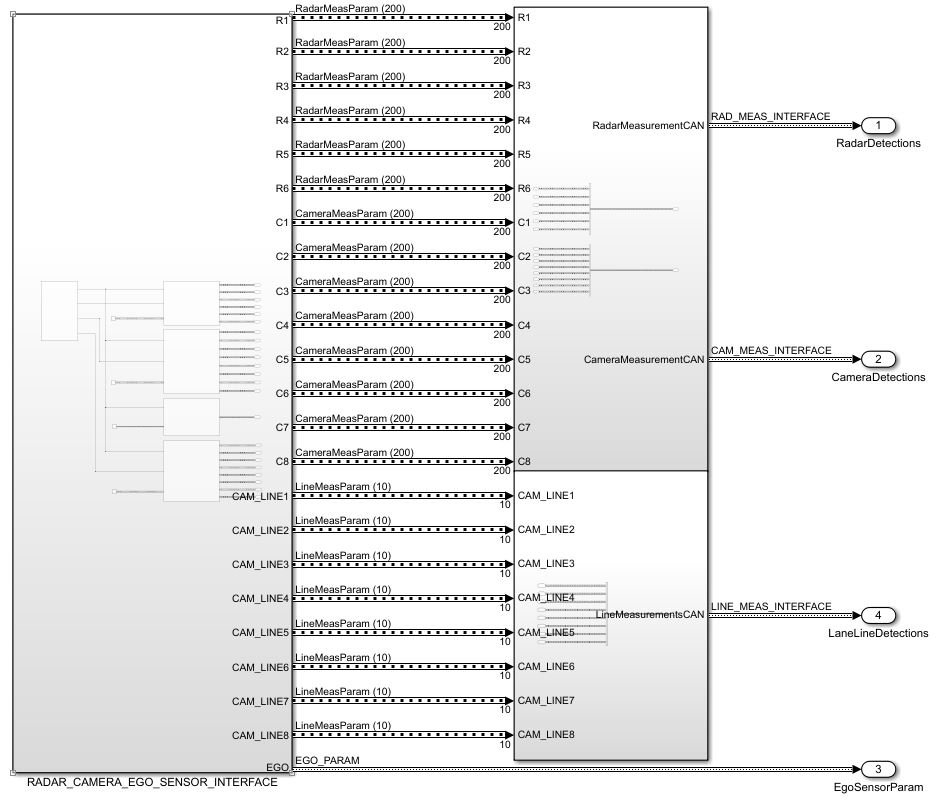 R1 RadarMeasParam (200) 200 R1
R2 RadarMeasParam (200) 200 R2
R3 RadarMeasParam (200) 200 R3
R4 RadarMeasParam (200) 200 R4
RadarMeasurementCAN RAD_MEAS_INTERFACE 1
RadarDetections
R5 RadarMeasParam (200) 200 R5
R6 RadarMeasParam (200) 200 R6
C1 CameraMeasParam (200) 200 C1
C2 CameraMeasParam (200) 200 C2
C3 CameraMeasParam (200) 200 C3
C4 CameraMeasParam (200) 200 C4
C5 CameraMeasParam (200) 200 C5
CameraMeasurementCAN CAM_MEAS_INTERFACE 2
CameraDetections
C6 CameraMeasParam (200) 200 C6
C7 CameraMeasParam (200) 200 C7
C8 CameraMeasParam (200) 200 C8
CAM_LINE1 LineMeasParam (10) 10 CAM_LINE1
CAM_LINE2 LineMeasParam (10) 10 CAM_LINE2
CAM_LINE3 LineMeasParam (10) 10 CAM_LINE3
CAM_LINE4 LineMeasParam (10) 10 CAM_LINE4
LineMeasurementsCAN LINE_MEAS_INTERFACE 4
LaneLineDetections
CAM_LINE5 LineMeasParam (10) 10 CAM_LINE5
CAM_LINE6 LineMeasParam (10) 10 CAM_LINE6
CAM_LINE7 LineMeasParam (10) 10 CAM_LINE7
CAM_LINE8 LineMeasParam (10) 10 CAM_LINE8
EGO EGO_PARAM 3
EgoSensorParam
RADAR_CAMERA_EGO_SENSOR_INTERFACE